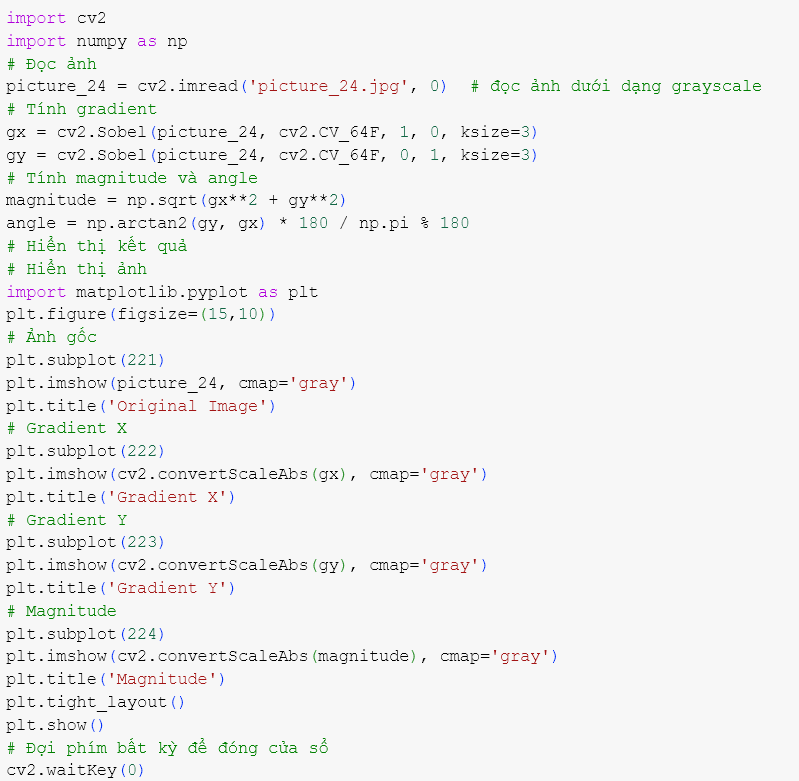 import cv2
import numpy as np
# Đọc ảnh
picture_24 = cv2.imread('picture_24.jpg', 0)  # đọc ảnh dưới dạng grayscale
# Tính gradient
gx = cv2.Sobel(picture_24, cv2.CV_64F, 1, 0, ksize=3)
gy = cv2.Sobel(picture_24, cv2.CV_64F, 0, 1, ksize=3)
# Tính magnitude và angle
magnitude = np.sqrt(gx**2 + gy**2)
angle = np.arctan2(gy, gx) * 180 / np.pi % 180
# Hiển thị kết quả
# Hiển thị ảnh
import matplotlib.pyplot as plt
plt.figure(figsize=(15,10))
# Ảnh gốc
plt.subplot(221)
plt.imshow(picture_24, cmap='gray')
plt.title('Original Image')
# Gradient X
plt.subplot(222)
plt.imshow(cv2.convertScaleAbs(gx), cmap='gray')
plt.title('Gradient X')
# Gradient Y
plt.subplot(223)
plt.imshow(cv2.convertScaleAbs(gy), cmap='gray')
plt.title('Gradient Y')
# Magnitude
plt.subplot(224)
plt.imshow(cv2.convertScaleAbs(magnitude), cmap='gray')
plt.title('Magnitude')
plt.tight_layout()
plt.show()
# Đợi phím bất kỳ để đóng cửa sổ
cv2.waitKey(0)